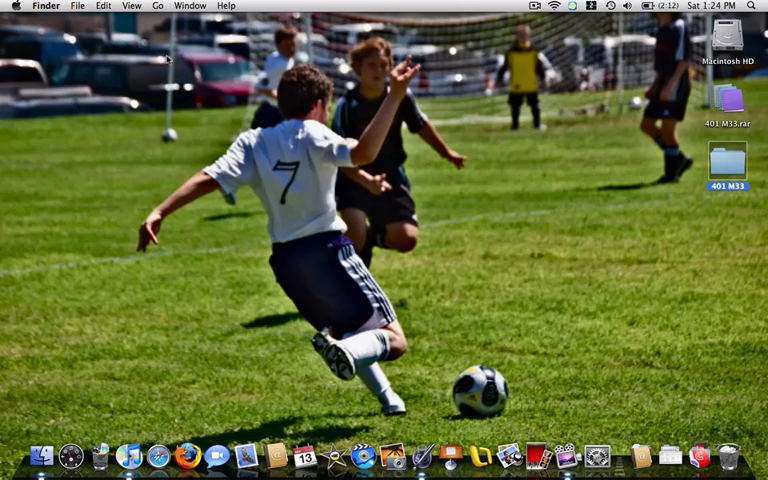 Finder File Edit View Go Window Help (2:12) Sat 1:24 PM
Macintosh HD
401 M33.rar
401 M33
7
13